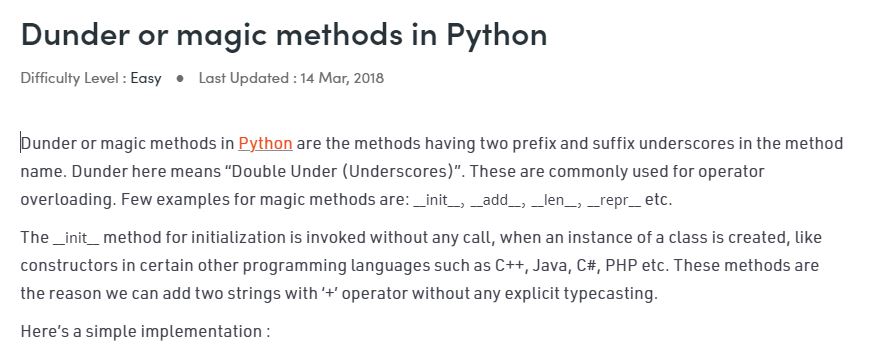 Dunder or magic methods in Python
Difficulty Level : Easy ● Last Updated : 14 Mar, 2018
Dunder or magic methods in Python are the methods having two prefix and suffix underscores in the method
name. Dunder here means “Double Under (Underscores)”. These are commonly used for operator
overloading. Few examples for magic methods are: __init__, __add__, __len__, __repr__ etc.
The __init__ method for initialization is invoked without any call, when an instance of a class is created, like
constructors in certain other programming languages such as C++, Java, C#, PHP etc. These methods are
the reason we can add two strings with ‘+’ operator without any explicit typecasting.
Here’s a simple implementation :